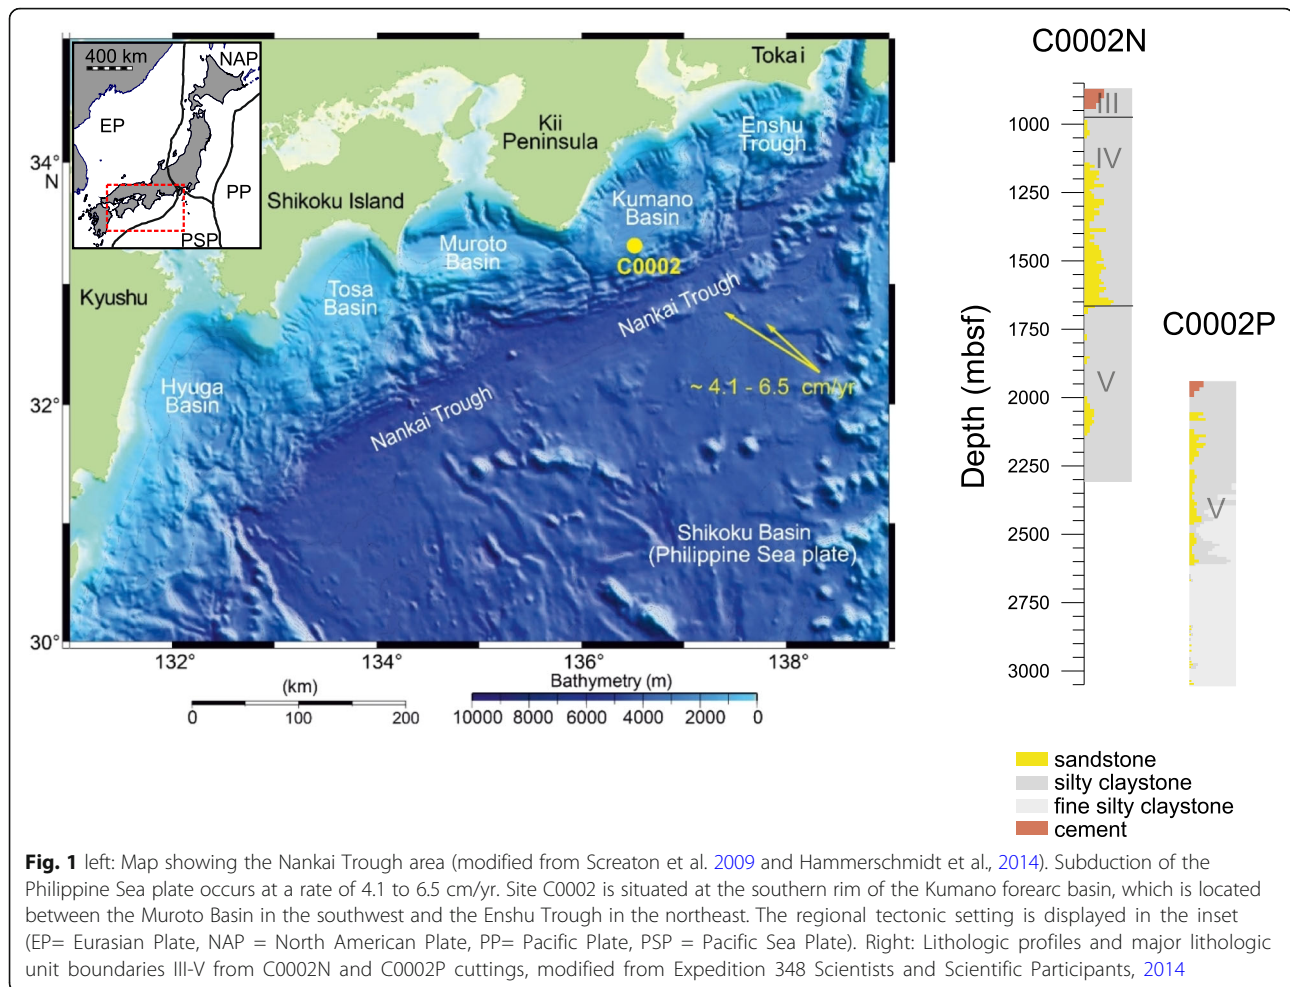 400 km
NAP
EP
PP
PSP
Tokai
Enshu
Trough
Kii
Peninsula
34°
N
Shikoku Island
Kumano
Basin
C0002
Muroto
Basin
Kyushu
Tosa
Basin
Nankai Trough
~ 4.1 - 6.5 cm/yr
Hyuga
Basin
32°
Nankai Trough
Shikoku Basin
(Philippine Sea plate)
30°
132°
134°
136°
138°
(km)
0
100
200
Bathymetry (m)
10000 8000 6000 4000 2000 0
C0002N
Depth (mbsf)
1000
1250
1500
1750
2000
2250
2500
2750
3000
III
IV
V
C0002P
V
sandstone
silty claystone
fine silty claystone
cement
Fig. 1 left: Map showing the Nankai Trough area (modified from Screaton et al. 2009 and Hammerschmidt et al., 2014). Subduction of the
Philippine Sea plate occurs at a rate of 4.1 to 6.5 cm/yr. Site C0002 is situated at the southern rim of the Kumano forearc basin, which is located
between the Muroto Basin in the southwest and the Enshu Trough in the northeast. The regional tectonic setting is displayed in the inset
(EP= Eurasian Plate, NAP = North American Plate, PP= Pacific Plate, PSP = Pacific Sea Plate). Right: Lithologic profiles and major lithologic
unit boundaries III-V from C0002N and C0002P cuttings, modified from Expedition 348 Scientists and Scientific Participants, 2014